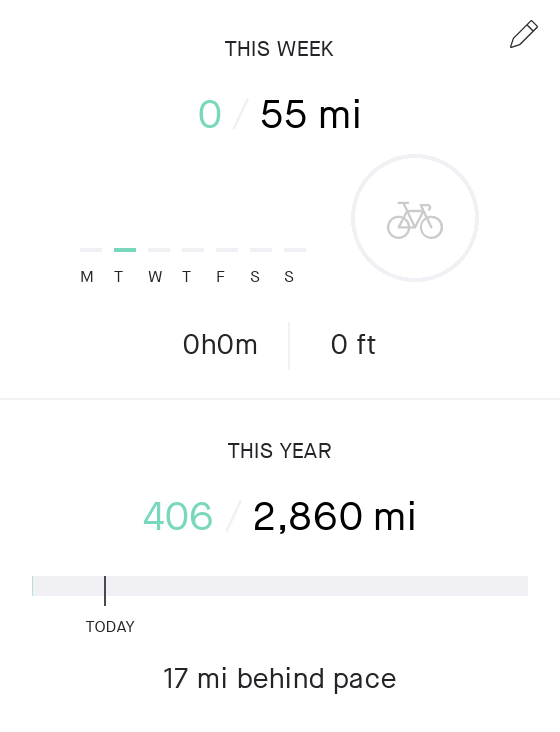 THIS WEEK
0 / 55 mi
M T W T F S S
0h0m 0 ft
THIS YEAR
406 / 2,860 mi
TODAY
17 mi behind pace